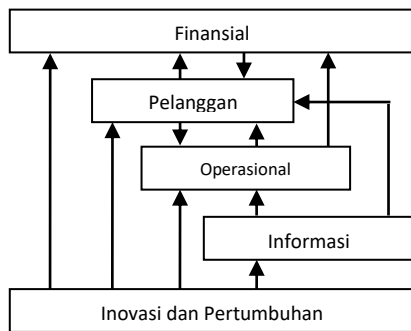 Finansial
Pelanggan
Operasional
Informasi
Inovasi dan Pertumbuhan